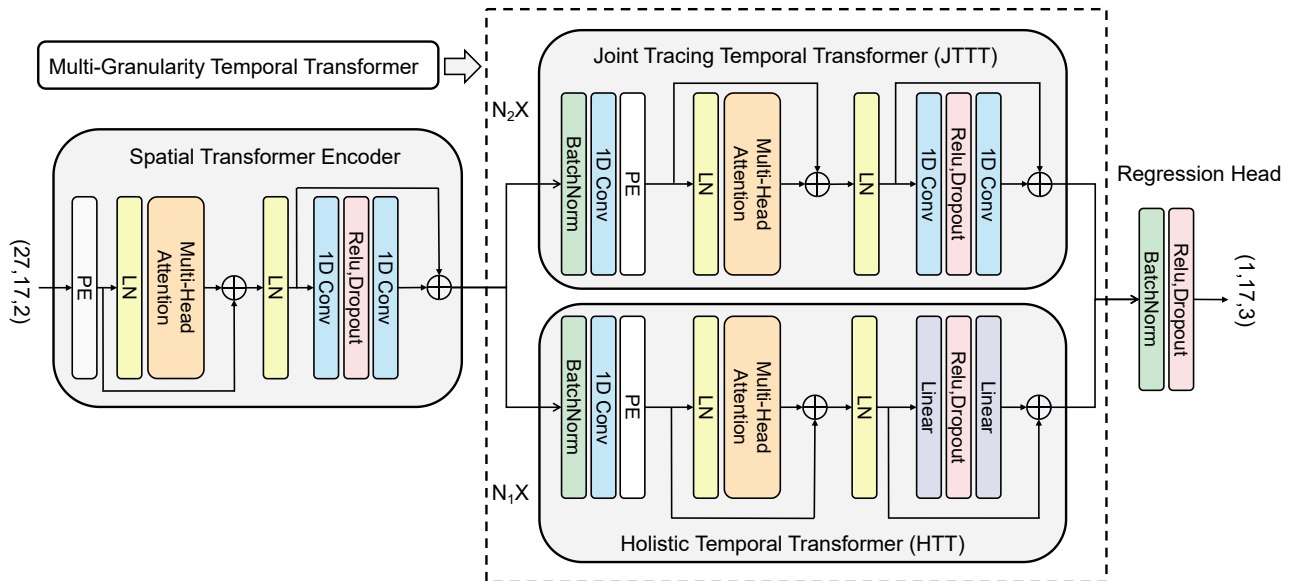 Multi-Granularity Temporal Transformer
Spatial Transformer Encoder
(27,17,2)
PE
LN
Multi-Head
Attention
LN
1D Conv
Relu,Dropout
1D Conv
Joint Tracing Temporal Transformer (JTTT)
N₂X
BatchNorm
1D Conv
PE
LN
Multi-Head
Attention
LN
1D Conv
Relu,Dropout
1D Conv
BatchNorm
1D Conv
PE
LN
Multi-Head
Attention
LN
Linear
Relu,Dropout
Linear
N₁X
Holistic Temporal Transformer (HTT)
Regression Head
BatchNorm
Relu,Dropout
(1,17,3)